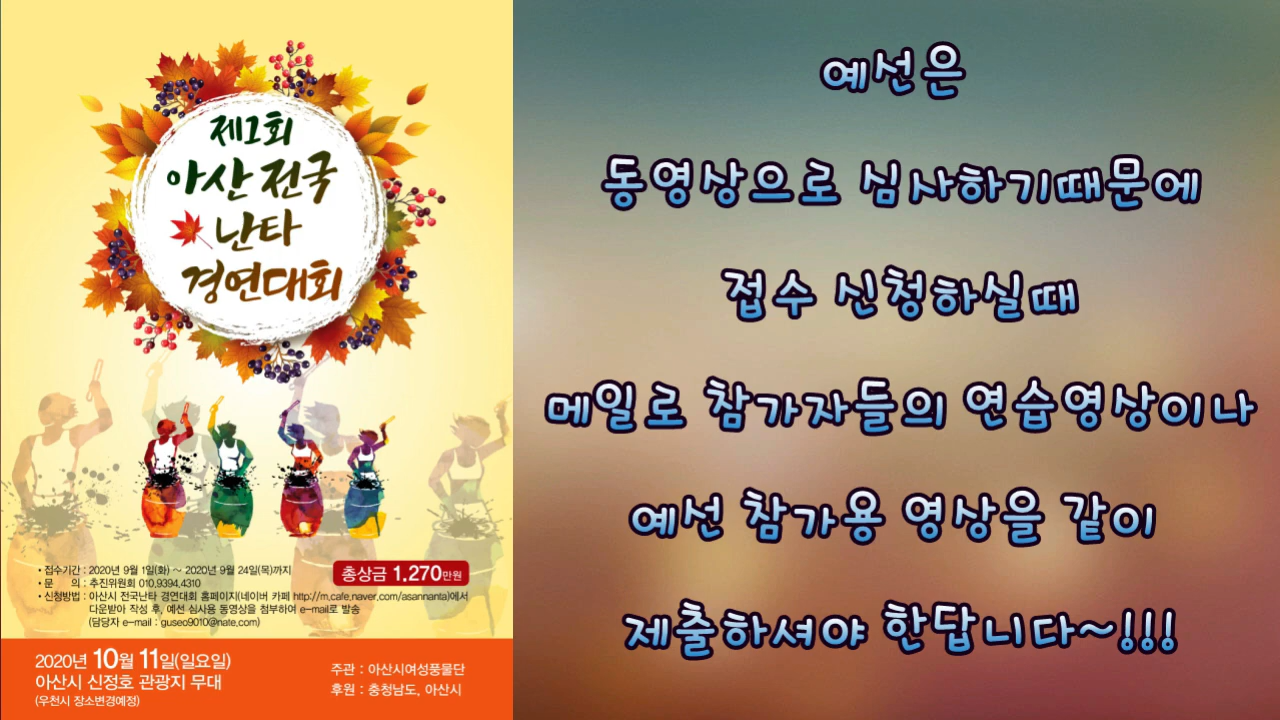 제1회
아산 전국
난타
경연대회
• 접수기간 : 2020년 9월 1일(화) ~ 2020년 9월 24일(목)까지
• 문 의 : 추진위원회 010.9394.4310
• 신청방법 : 아산시 전국난타 경연대회 홈페이지(네이버 카페 http://m.cafe.naver.com/asannanta)에서
다운받아 작성 후, 예선 심사용 동영상을 첨부하여 e-mail로 발송
(담당자 e-mail : guseo9010@nate.com)
총상금 1,270만원
2020년 10월 11일(일요일)
아산시 신정호 관광지 무대
(우천시 장소변경예정)
주관 : 아산시여성풍물단
후원 : 충청남도, 아산시
예선은
동영상으로 심사하기때문에
접수 신청하실때
메일로 참가자들의 연습영상이나
예선 참가용 영상을 같이
제출하셔야 한답니다~!!!